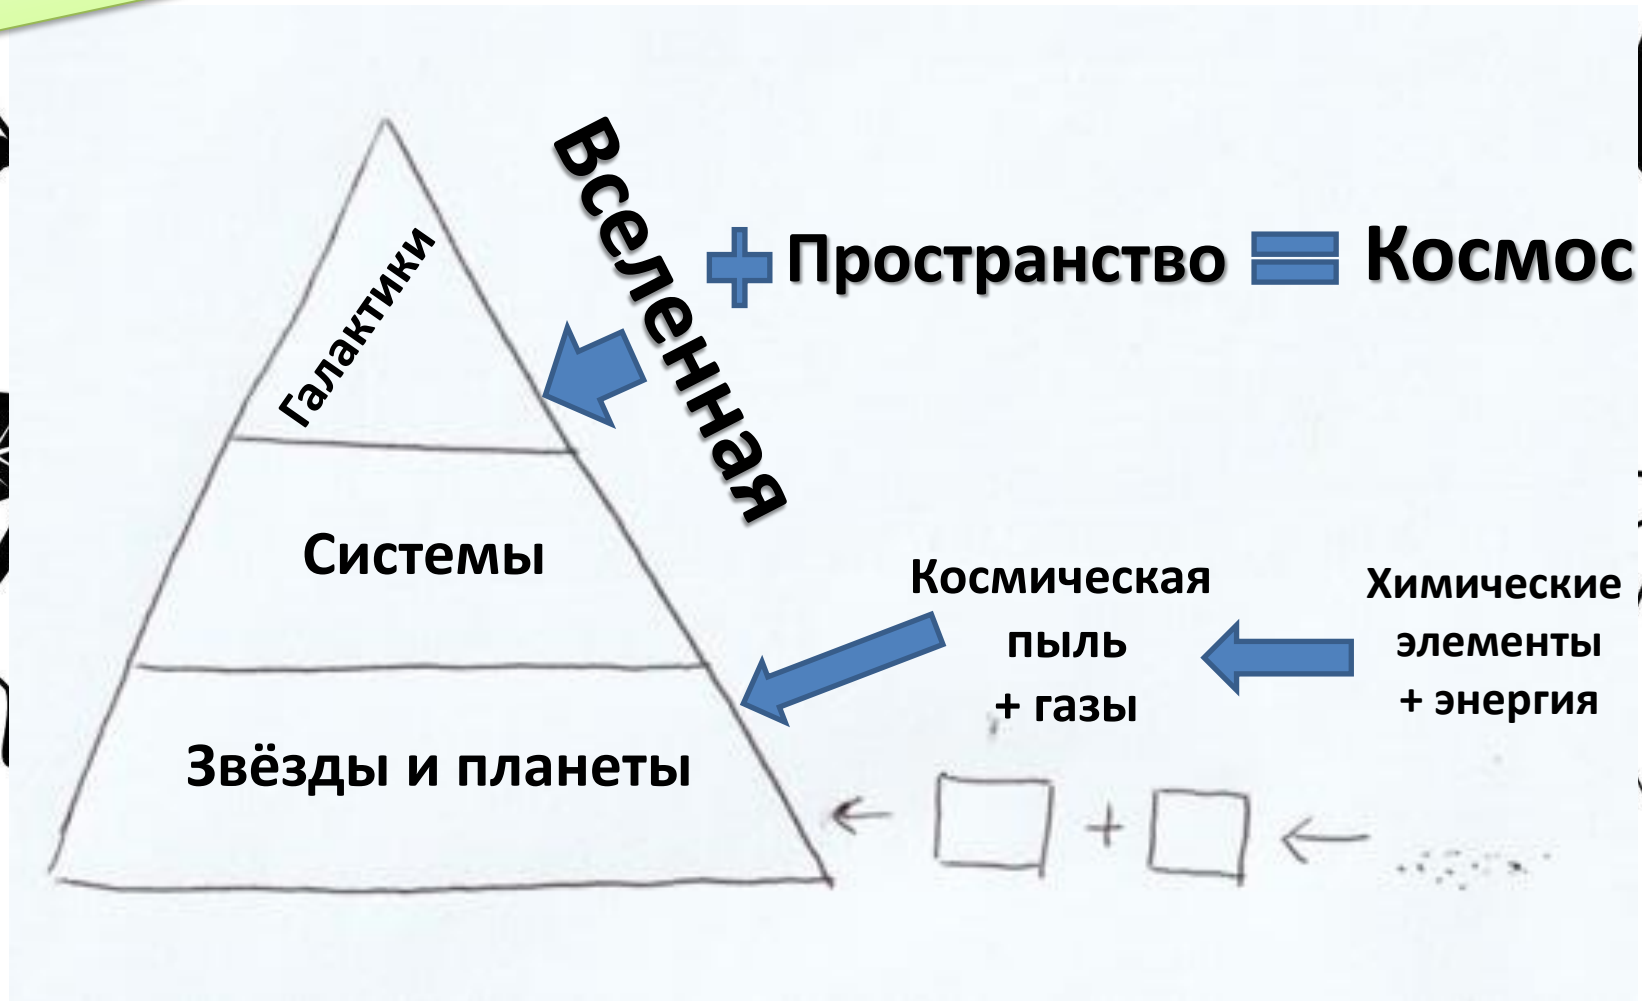 Вселенная
+ Пространство = Космос
Галактики
Системы
Звёзды и планеты
Космическая
пыль
+ газы
Химические
элементы
+ энергия
+